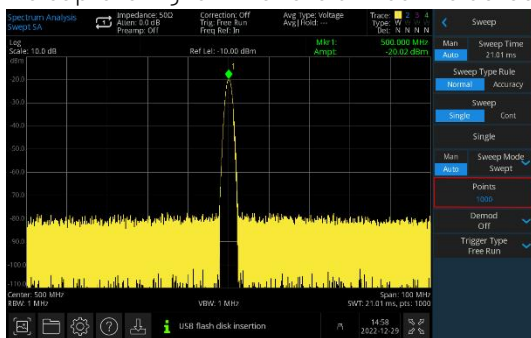 Spectrum Analysis
Swept SA
Impedance: 50Ω
Atten: 0.0 dB
Preamp: Off
Correction: Off
Trig: Free Run
Freq Ref: In
Avg Type: Voltage
Avg|Hold: ---
Trace: 1 2 3 4
Type: W
Det: N N N N
Log
Scale: 10.0 dB
Ref Lel: -10.00 dBm
Mkr1: 500.000 MHz
Ampt: -20.02 dBm
dBm
1
-20.0
-30.0
-40.0
-50.0
-60.0
-70.0
-80.0
-90.0
-100.0
-110.0
Center: 500 MHz
Span: 100 MHz
RBW: 1 MHz
VBW: 1 MHz
SWT: 21.01 ms, pts: 1000
USB flash disk insertion
14:58
2022-12-29
Sweep
Man
Auto
Sweep Time
21.01 ms
Sweep Type Rule
Normal
Accuracy
Sweep
Single
Cont
Single
Man
Auto
Sweep Mode
Swept
Points
1000
Demod
Off
Trigger Type
Free Run